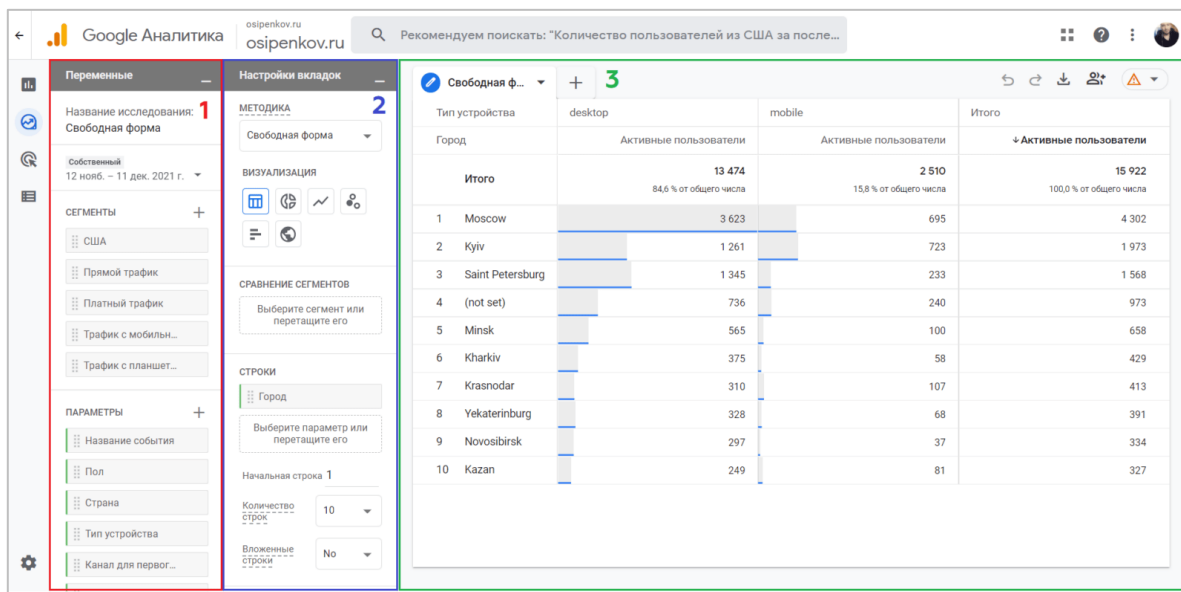 Google Аналитика
osipenkov.ru
osipenkov.ru
Рекомендуем поискать: "Количество пользователей из США за после...
Переменные
1
Название исследования:
Свободная форма
Собственный
12 нояб. – 11 дек. 2021 г.
СЕГМЕНТЫ
США
Прямой трафик
Платный трафик
Трафик с мобильн...
Трафик с планшет...
ПАРАМЕТРЫ
Название события
Пол
Страна
Тип устройства
Канал для первог...
Настройки вкладок
2
МЕТОДИКА
Свободная форма
ВИЗУАЛИЗАЦИЯ
СРАВНЕНИЕ СЕГМЕНТОВ
Выберите сегмент или
перетащите его
СТРОКИ
Город
Выберите параметр или
перетащите его
Начальная строка 1
Количество
строк
10
Вложенные
строки
No
Свободная ф...
3
Тип устройства desktop mobile Итого
Город Активные пользователи Активные пользователи ↓Активные пользователи
Итого 13 474 2 510 15 922
84,6 % от общего числа 15,8 % от общего числа 100,0 % от общего числа
1 Moscow 3 623 695 4 302
2 Kyiv 1 261 723 1 973
3 Saint Petersburg 1 345 233 1 568
4 (not set) 736 240 973
5 Minsk 565 100 658
6 Kharkiv 375 58 429
7 Krasnodar 310 107 413
8 Yekaterinburg 328 68 391
9 Novosibirsk 297 37 334
10 Kazan 249 81 327